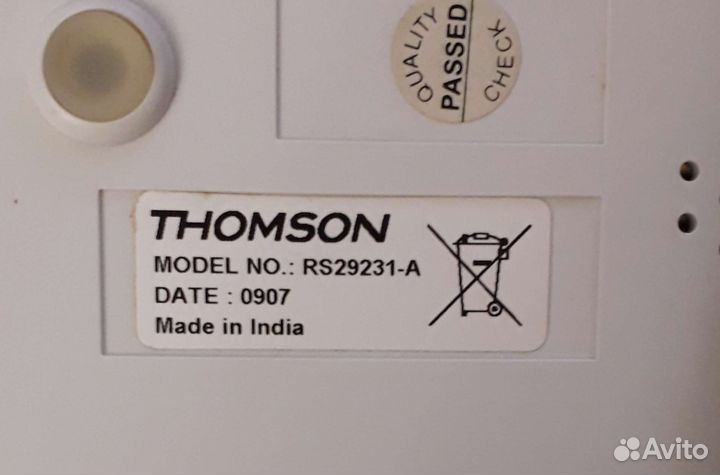 QUALITY
PASSED
CHECK
THOMSON
MODEL NO.: RS29231-A
DATE : 0907
Made in India
Avito